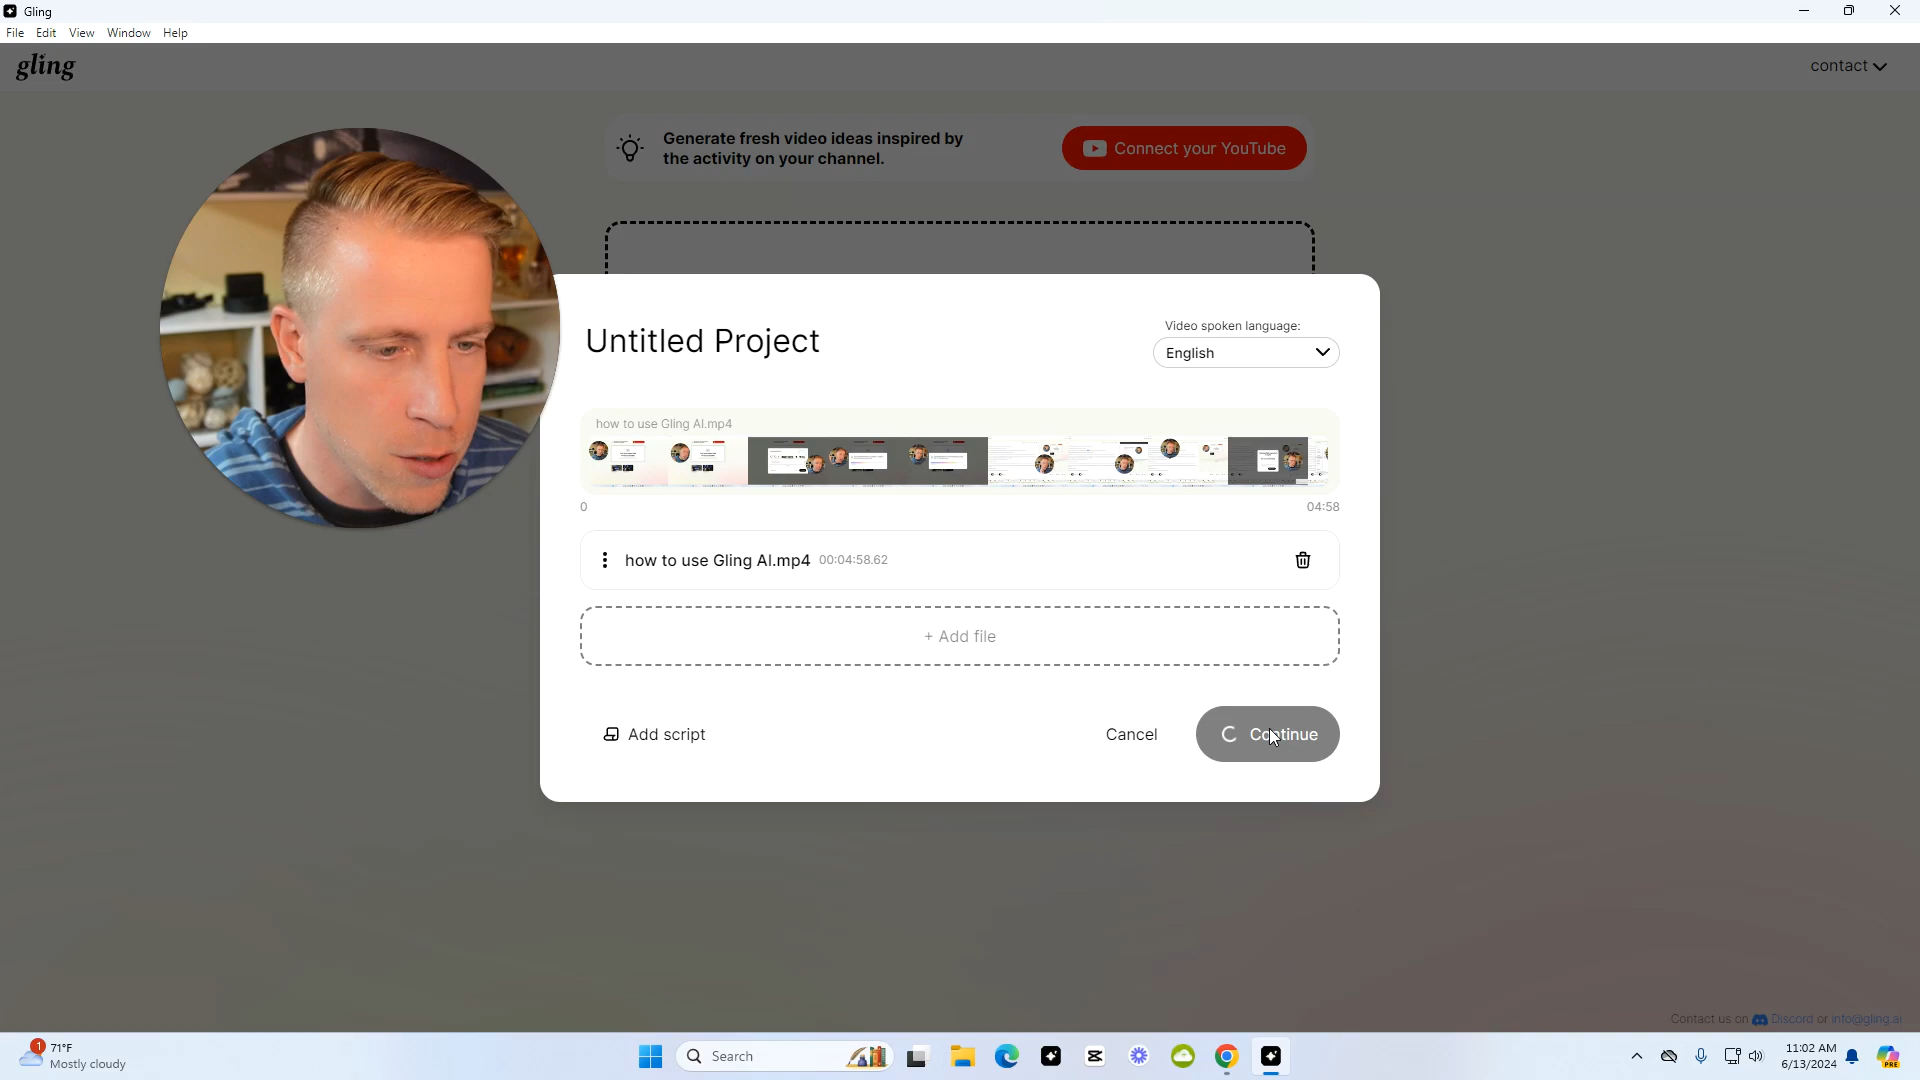 Gling
File Edit View Window Help
gling
contact
Generate fresh video ideas inspired by
the activity on your channel.
Connect your YouTube
Untitled Project
Video spoken language:
English
how to use Gling AI.mp4
0
04:58
how to use Gling AI.mp4 00:04:58.62
+ Add file
Add script
Cancel
Continue
Contact us on Discord or info@gling.ai
1
71°F
Mostly cloudy
Search
11:02 AM
6/13/2024
PRE